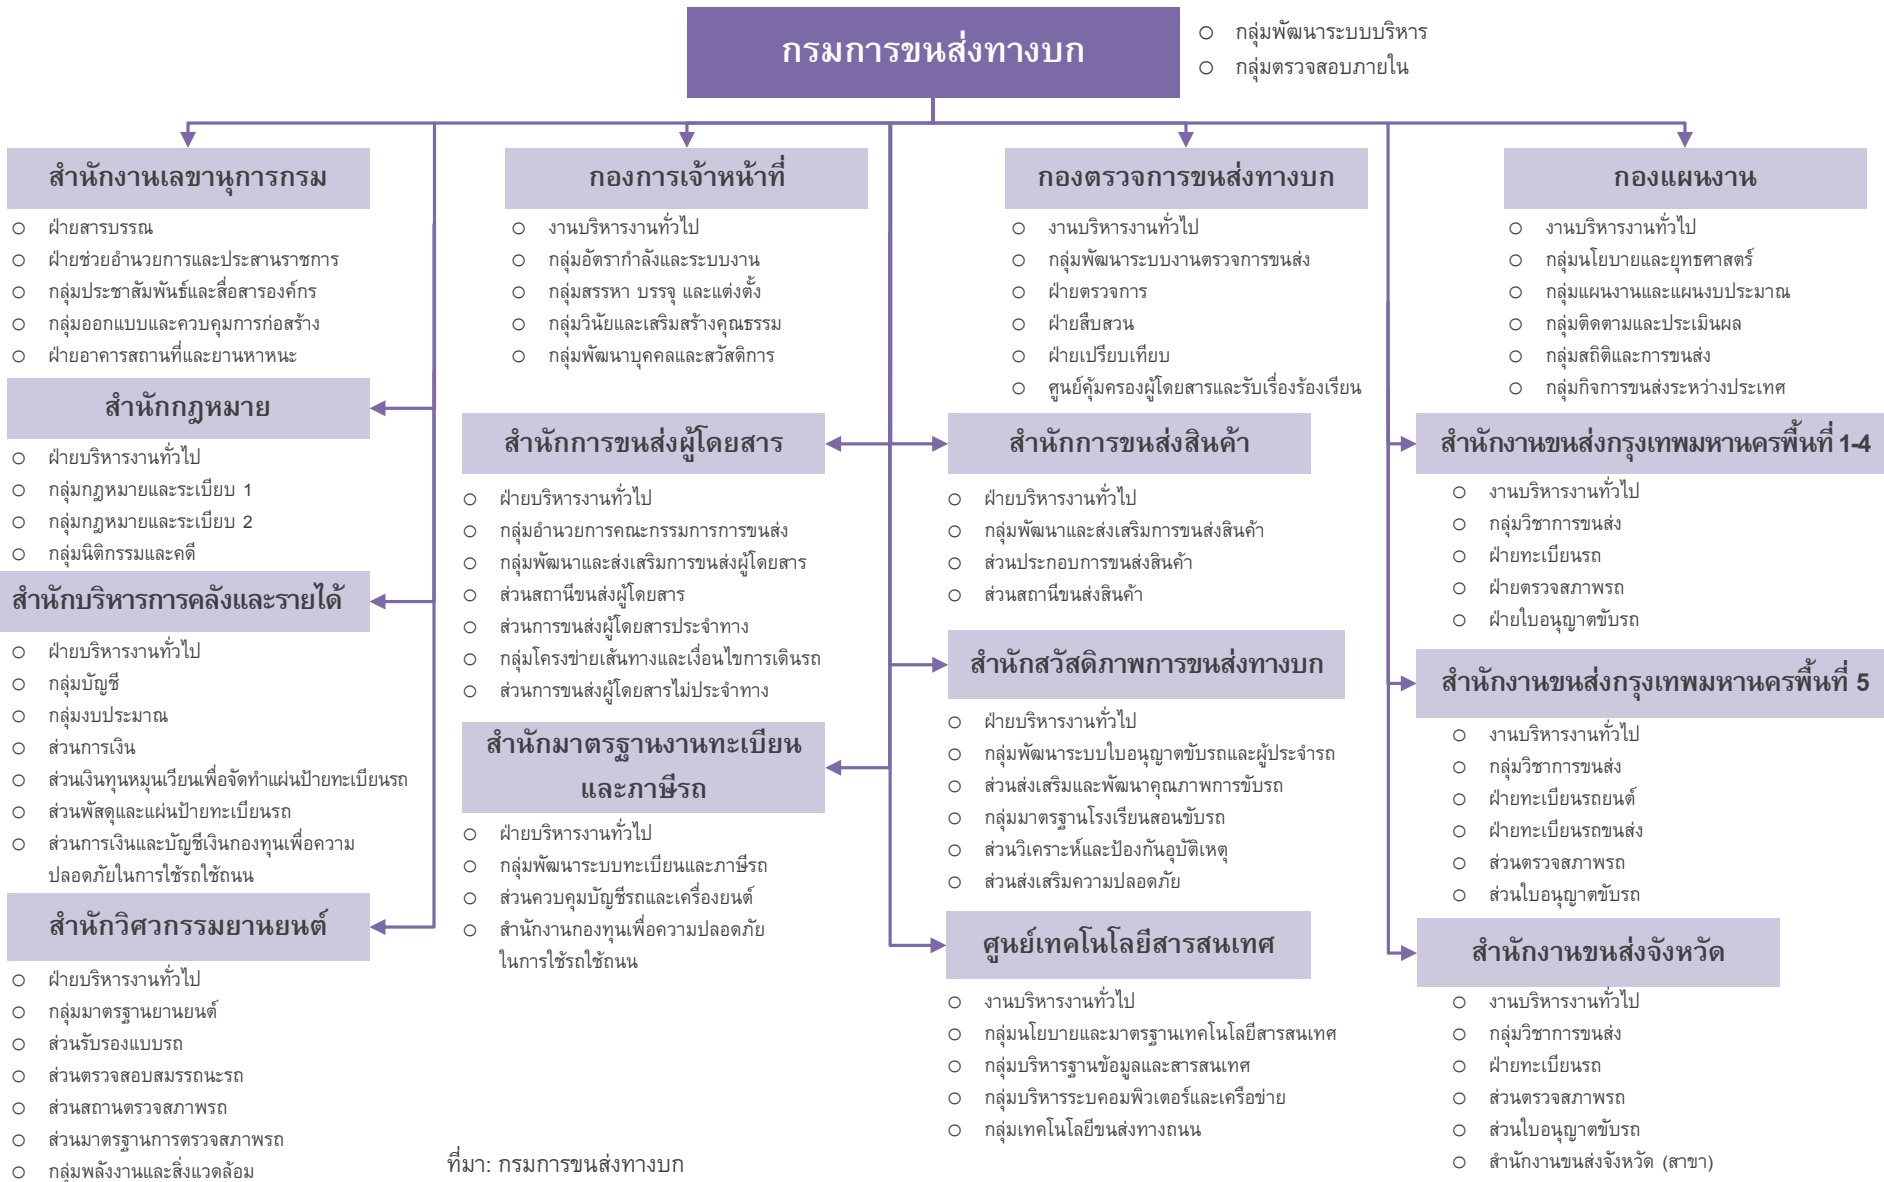 กรมการขนส่งทางบก
กลุ่มพัฒนาระบบบริหาร
กลุ่มตรวจสอบภายใน
สำนักงานเลขานุการกรม
ฝ่ายสารบรรณ
ฝ่ายช่วยอำนวยการและประสานราชการ
กลุ่มประชาสัมพันธ์และสื่อสารองค์กร
กลุ่มออกแบบและควบคุมการก่อสร้าง
ฝ่ายอาคารสถานที่และยานหาหนะ
สำนักกฎหมาย
ฝ่ายบริหารงานทั่วไป
กลุ่มกฎหมายและระเบียบ 1
กลุ่มกฎหมายและระเบียบ 2
กลุ่มนิติกรรมและคดี
สำนักบริหารการคลังและรายได้
ฝ่ายบริหารงานทั่วไป
กลุ่มบัญชี
กลุ่มงบประมาณ
ส่วนการเงิน
ส่วนเงินทุนหมุนเวียนเพื่อจัดทำแผ่นป้ายทะเบียนรถ
ส่วนพัสดุและแผ่นป้ายทะเบียนรถ
ส่วนการเงินและบัญชีเงินกองทุนเพื่อความ
ปลอดภัยในการใช้รถใช้ถนน
สำนักวิศวกรรมยานยนต์
ฝ่ายบริหารงานทั่วไป
กลุ่มมาตรฐานยานยนต์
ส่วนรับรองแบบรถ
ส่วนตรวจสอบสมรรถนะรถ
ส่วนสถานตรวจสภาพรถ
ส่วนมาตรฐานการตรวจสภาพรถ
กลุ่มพลังงานและสิ่งแวดล้อม
กองการเจ้าหน้าที่
งานบริหารงานทั่วไป
กลุ่มอัตรากำลังและระบบงาน
กลุ่มสรรหา บรรจุ และแต่งตั้ง
กลุ่มวินัยและเสริมสร้างคุณธรรม
กลุ่มพัฒนาบุคคลและสวัสดิการ
สำนักการขนส่งผู้โดยสาร
ฝ่ายบริหารงานทั่วไป
กลุ่มอำนวยการคณะกรรมการการขนส่ง
กลุ่มพัฒนาและส่งเสริมการขนส่งผู้โดยสาร
ส่วนสถานีขนส่งผู้โดยสาร
ส่วนการขนส่งผู้โดยสารประจำทาง
กลุ่มโครงข่ายเส้นทางและเงื่อนไขการเดินรถ
ส่วนการขนส่งผู้โดยสารไม่ประจำทาง
สำนักมาตรฐานงานทะเบียน
และภาษีรถ
ฝ่ายบริหารงานทั่วไป
กลุ่มพัฒนาระบบทะเบียนและภาษีรถ
ส่วนควบคุมบัญชีรถและเครื่องยนต์
สำนักงานกองทุนเพื่อความปลอดภัย
ในการใช้รถใช้ถนน
กองตรวจการขนส่งทางบก
งานบริหารงานทั่วไป
กลุ่มพัฒนาระบบงานตรวจการขนส่ง
ฝ่ายตรวจการ
ฝ่ายสืบสวน
ฝ่ายเปรียบเทียบ
ศูนย์คุ้มครองผู้โดยสารและรับเรื่องร้องเรียน
สำนักการขนส่งสินค้า
ฝ่ายบริหารงานทั่วไป
กลุ่มพัฒนาและส่งเสริมการขนส่งสินค้า
ส่วนประกอบการขนส่งสินค้า
ส่วนสถานีขนส่งสินค้า
สำนักสวัสดิภาพการขนส่งทางบก
ฝ่ายบริหารงานทั่วไป
กลุ่มพัฒนาระบบใบอนุญาตขับรถและผู้ประจำรถ
ส่วนส่งเสริมและพัฒนาคุณภาพการขับรถ
กลุ่มมาตรฐานโรงเรียนสอนขับรถ
ส่วนวิเคราะห์และป้องกันอุบัติเหตุ
ส่วนส่งเสริมความปลอดภัย
ศูนย์เทคโนโลยีสารสนเทศ
งานบริหารงานทั่วไป
กลุ่มนโยบายและมาตรฐานเทคโนโลยีสารสนเทศ
กลุ่มบริหารฐานข้อมูลและสารสนเทศ
กลุ่มบริหารระบคอมพิวเตอร์และเครือข่าย
กลุ่มเทคโนโลยีขนส่งทางถนน
กองแผนงาน
งานบริหารงานทั่วไป
กลุ่มนโยบายและยุทธศาสตร์
กลุ่มแผนงานและแผนงบประมาณ
กลุ่มติดตามและประเมินผล
กลุ่มสถิติและการขนส่ง
กลุ่มกิจการขนส่งระหว่างประเทศ
สำนักงานขนส่งกรุงเทพมหานครพื้นที่ 1-4
งานบริหารงานทั่วไป
กลุ่มวิชาการขนส่ง
ฝ่ายทะเบียนรถ
ฝ่ายตรวจสภาพรถ
ฝ่ายใบอนุญาตขับรถ
สำนักงานขนส่งกรุงเทพมหานครพื้นที่ 5
งานบริหารงานทั่วไป
กลุ่มวิชาการขนส่ง
ฝ่ายทะเบียนรถยนต์
ฝ่ายทะเบียนรถขนส่ง
ส่วนตรวจสภาพรถ
ส่วนใบอนุญาตขับรถ
สำนักงานขนส่งจังหวัด
งานบริหารงานทั่วไป
กลุ่มวิชาการขนส่ง
ฝ่ายทะเบียนรถ
ส่วนตรวจสภาพรถ
ส่วนใบอนุญาตขับรถ
สำนักงานขนส่งจังหวัด (สาขา)
ที่มา: กรมการขนส่งทางบก